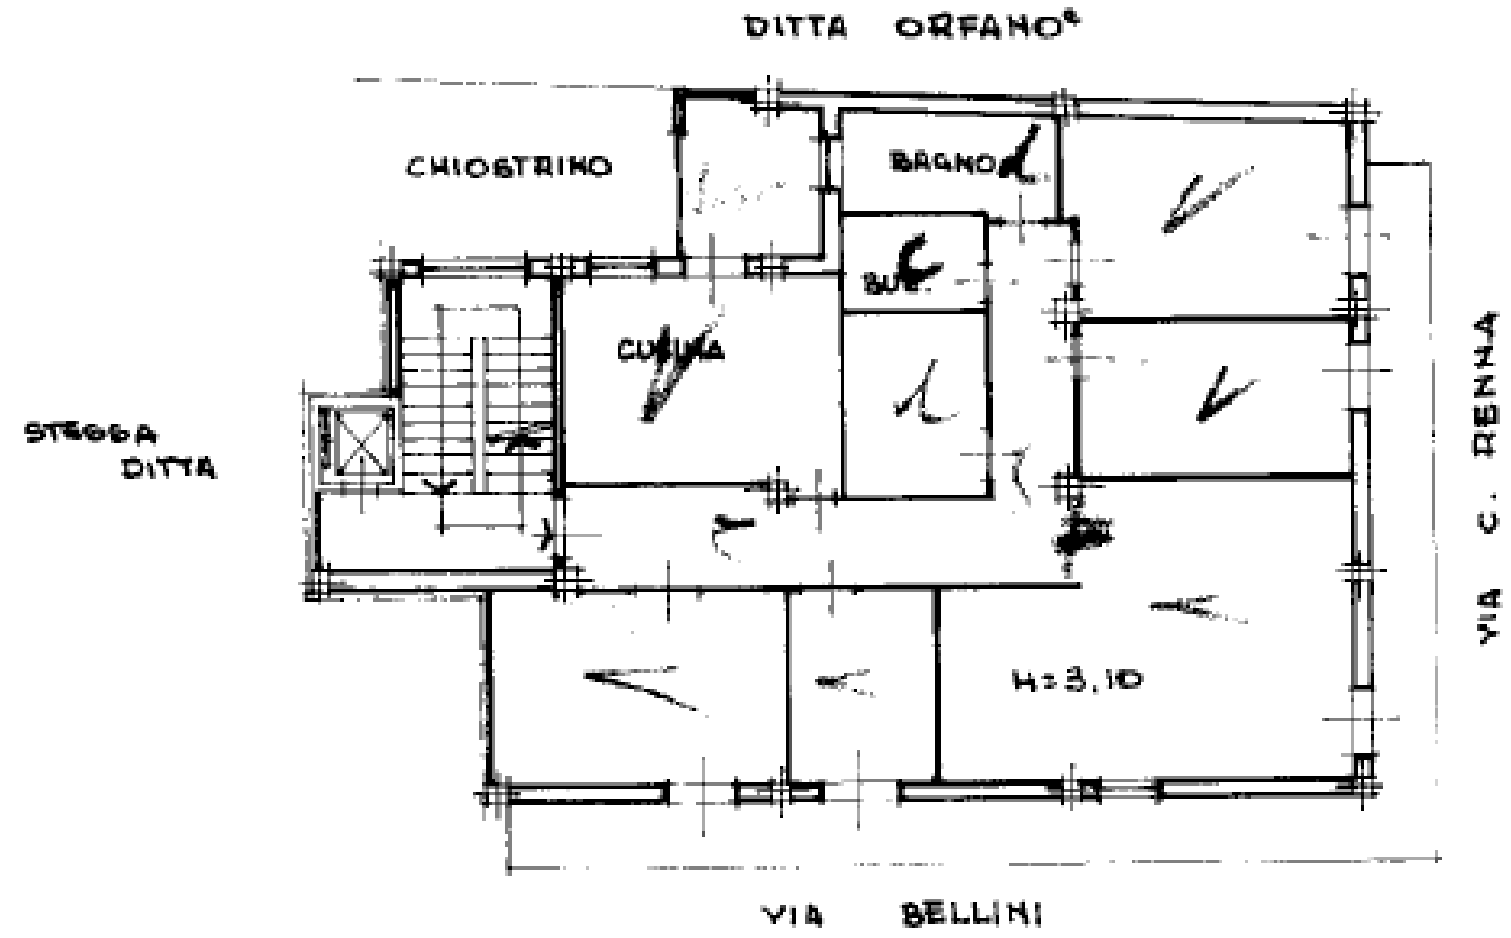 DITTA ORFANO
CHIOSTRINO
BAGNO
CUCINA
STESSA
DITTA
VIA C. RENNA
H=3,10
VIA BELLINI